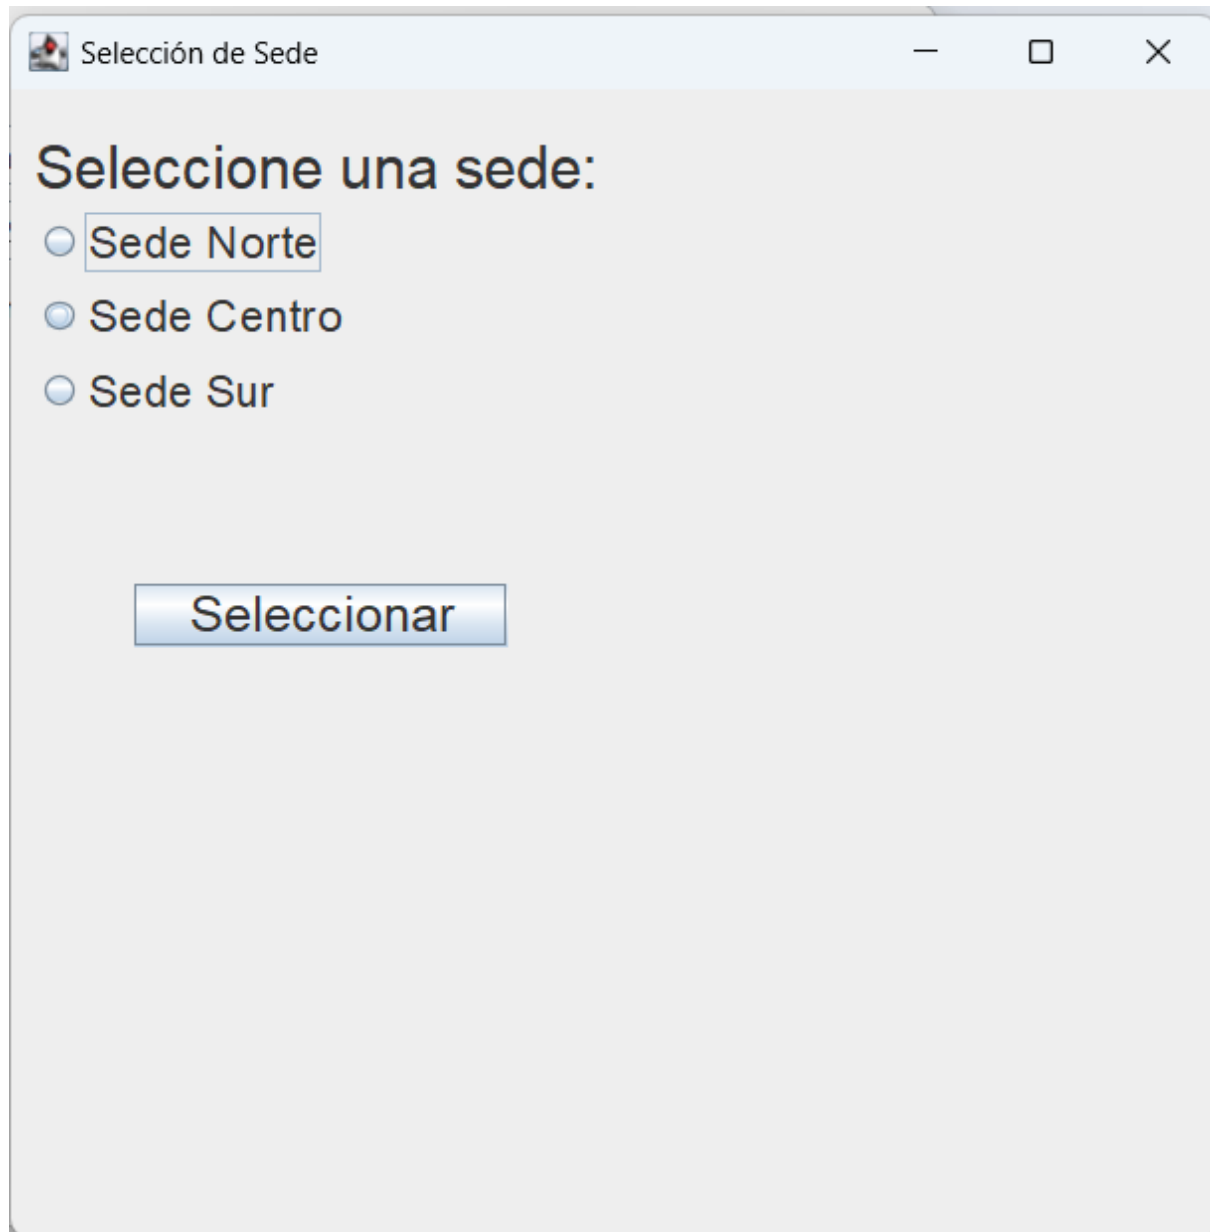 Selección de Sede
Seleccione una sede:
Sede Norte
Sede Centro
Sede Sur
Seleccionar